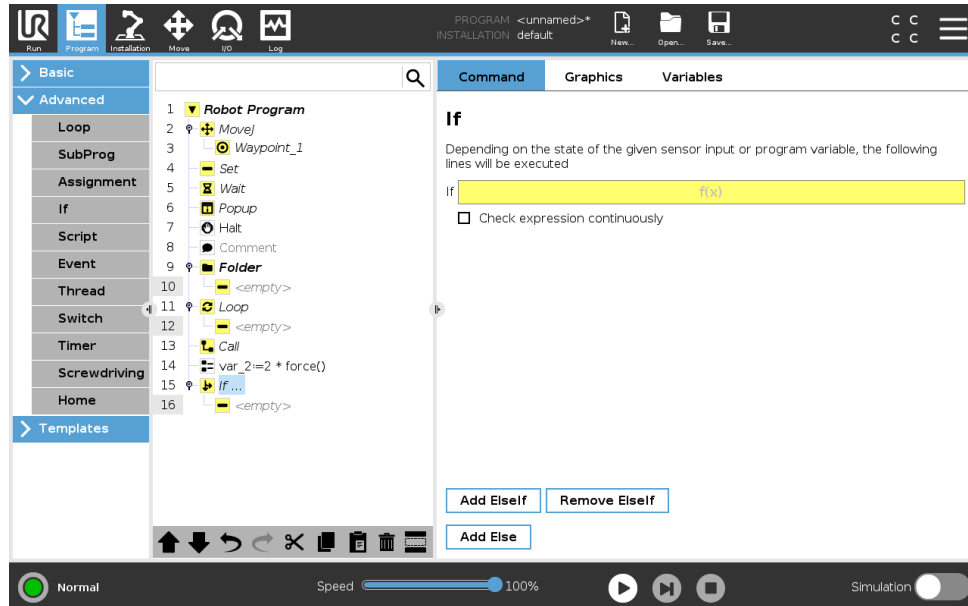 UR
Run
Program
Installation
Move
I/O
Log
PROGRAM <unnamed>*
INSTALLATION default
New...
Open...
Save...
C C
C C
Basic
Advanced
Loop
SubProg
Assignment
If
Script
Event
Thread
Switch
Timer
Screwdriving
Home
Templates
1 Robot Program
2 MoveJ
3 Waypoint_1
4 Set
5 Wait
6 Popup
7 Halt
8 Comment
9 Folder
10 <empty>
11 Loop
12 <empty>
13 Call
14 var_2:=2 * force()
15 If ...
16 <empty>
Command Graphics Variables
If
Depending on the state of the given sensor input or program variable, the following
lines will be executed
If f(x)
Check expression continuously
Add ElseIf Remove ElseIf
Add Else
Normal
Speed 100%
Simulation